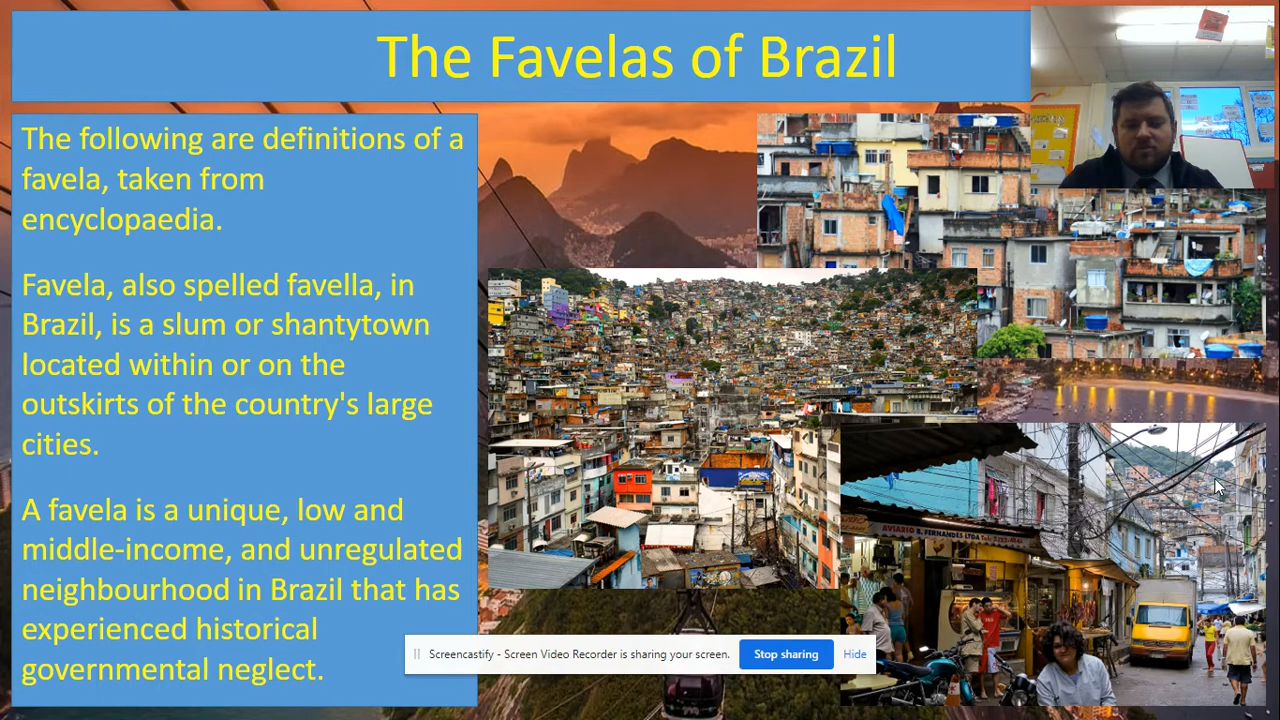 The Favelas of Brazil
The following are definitions of a
favela, taken from
encyclopaedia.
Favela, also spelled favella, in
Brazil, is a slum or shantytown
located within or on the
outskirts of the country's large
cities.
A favela is a unique, low and
middle-income, and unregulated
neighbourhood in Brazil that has
experienced historical
governmental neglect.
Screencastify - Screen Video Recorder is sharing your screen.
Stop sharing
Hide